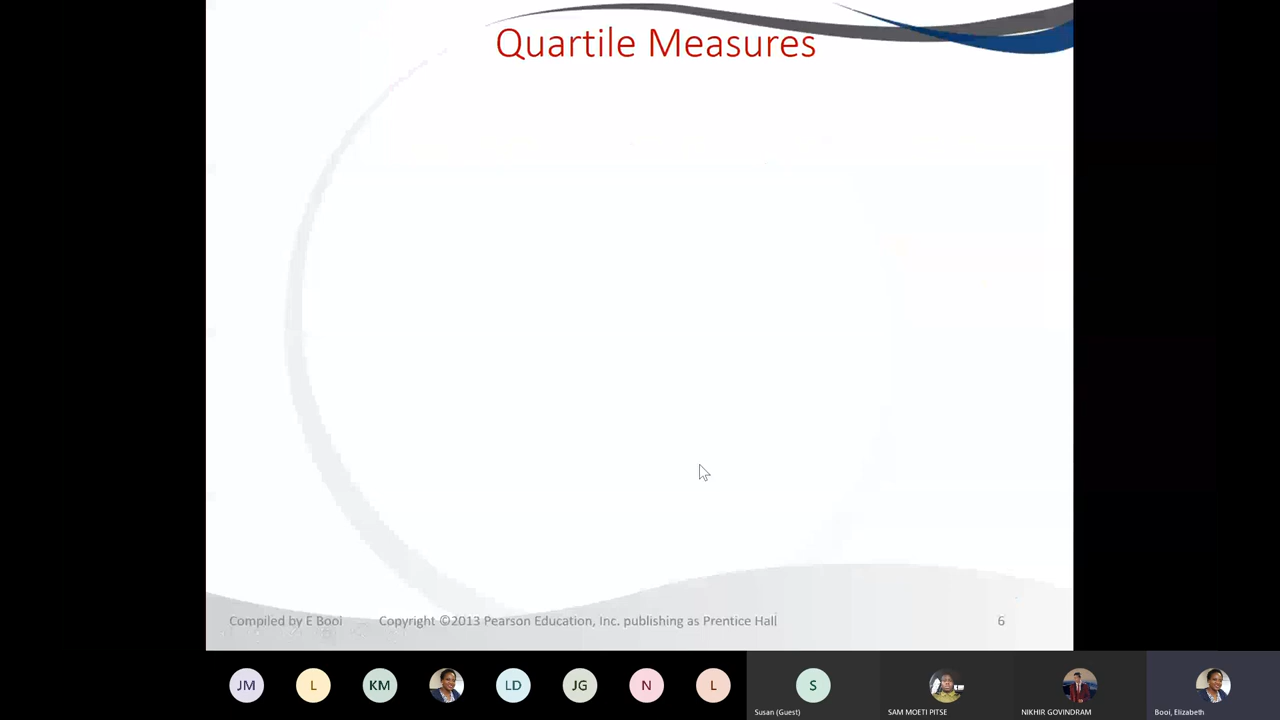 Quartile Measures
Compiled by E Booi Copyright ©2013 Pearson Education, Inc. publishing as Prentice Hall 6
JM L KM LD JG N L S
Susan (Guest) SAM MOETI PITSE NIKHIR GOVINDRAM Booi, Elizabeth